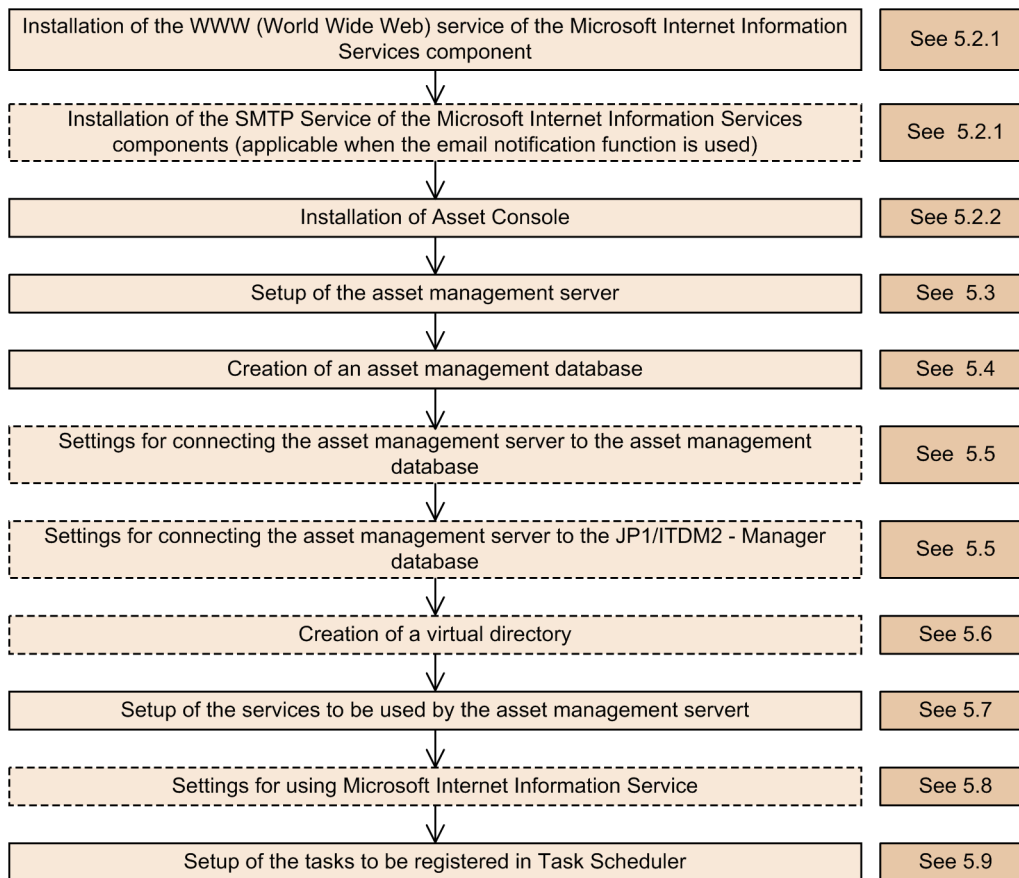 Installation of the WWW (World Wide Web) service of the Microsoft Internet Information
Services component
See 5.2.1
Installation of the SMTP Service of the Microsoft Internet Information Services
components (applicable when the email notification function is used)
See 5.2.1
Installation of Asset Console
See 5.2.2
Setup of the asset management server
See 5.3
Creation of an asset management database
See 5.4
Settings for connecting the asset management server to the asset management
database
See 5.5
Settings for connecting the asset management server to the JP1/ITDM2 - Manager
database
See 5.5
Creation of a virtual directory
See 5.6
Setup of the services to be used by the asset management servert
See 5.7
Settings for using Microsoft Internet Information Service
See 5.8
Setup of the tasks to be registered in Task Scheduler
See 5.9